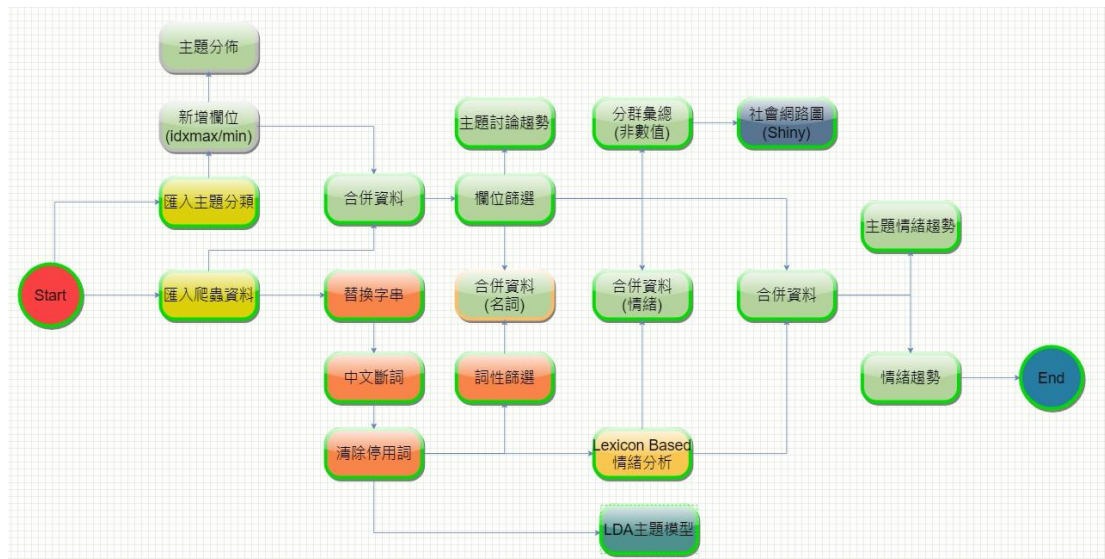 主題分佈
新增欄位
(idxmax/min)
主題討論趨勢
分群彙總
(非數值)
社會網路圖
(Shiny)
匯入主題分類
合併資料
欄位篩選
主題情緒趨勢
Start
匯入爬蟲資料
替換字串
合併資料
(名詞)
合併資料
(情緒)
合併資料
中文斷詞
詞性篩選
情緒趨勢
End
清除停用詞
Lexicon Based
情緒分析
LDA主題模型